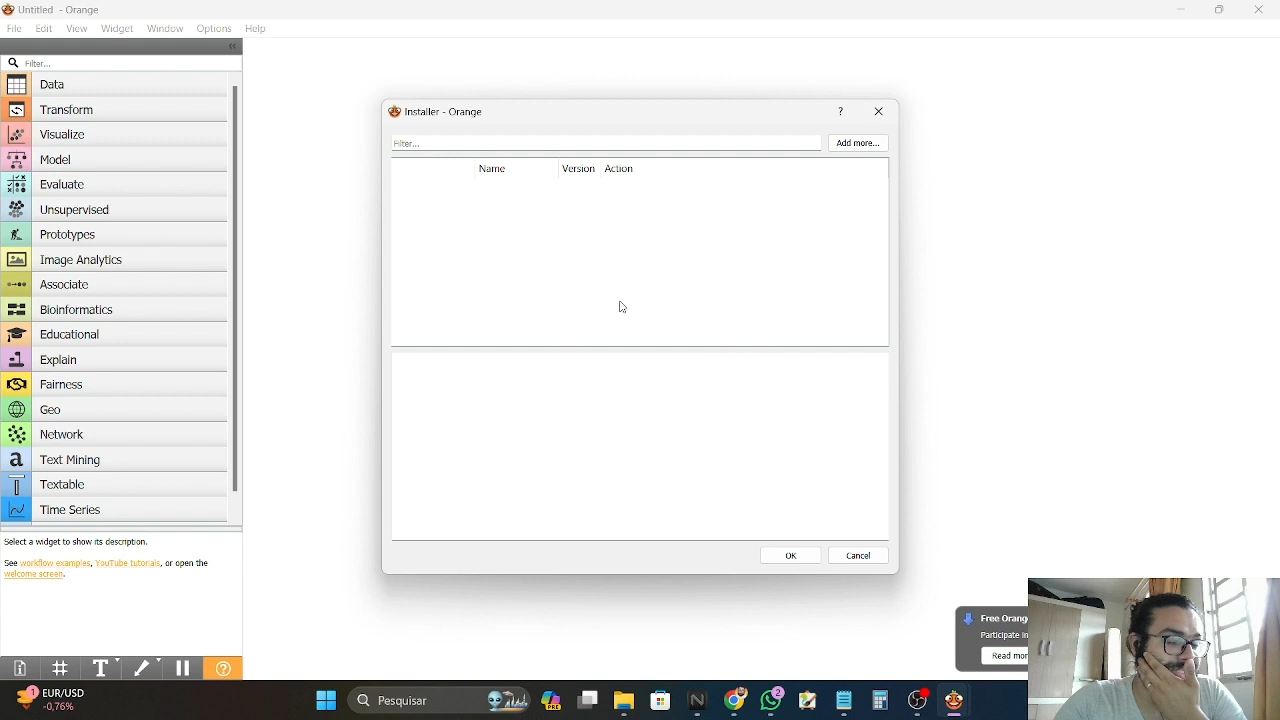 Untitled - Orange
File Edit View Widget Window Options Help
Filter...
Data
Transform
Visualize
Model
Evaluate
Unsupervised
Prototypes
Image Analytics
Associate
Bioinformatics
Educational
Explain
Fairness
Geo
Network
Text Mining
Textable
Time Series
Select a widget to show its description.
See workflow examples, YouTube tutorials, or open the
welcome screen.
Installer - Orange
?
Filter...
Add more...
Name Version Action
OK Cancel
Free Orang
Participate in
Read mor
1 EUR/USD
-0,76%
Pesquisar
PRE
2